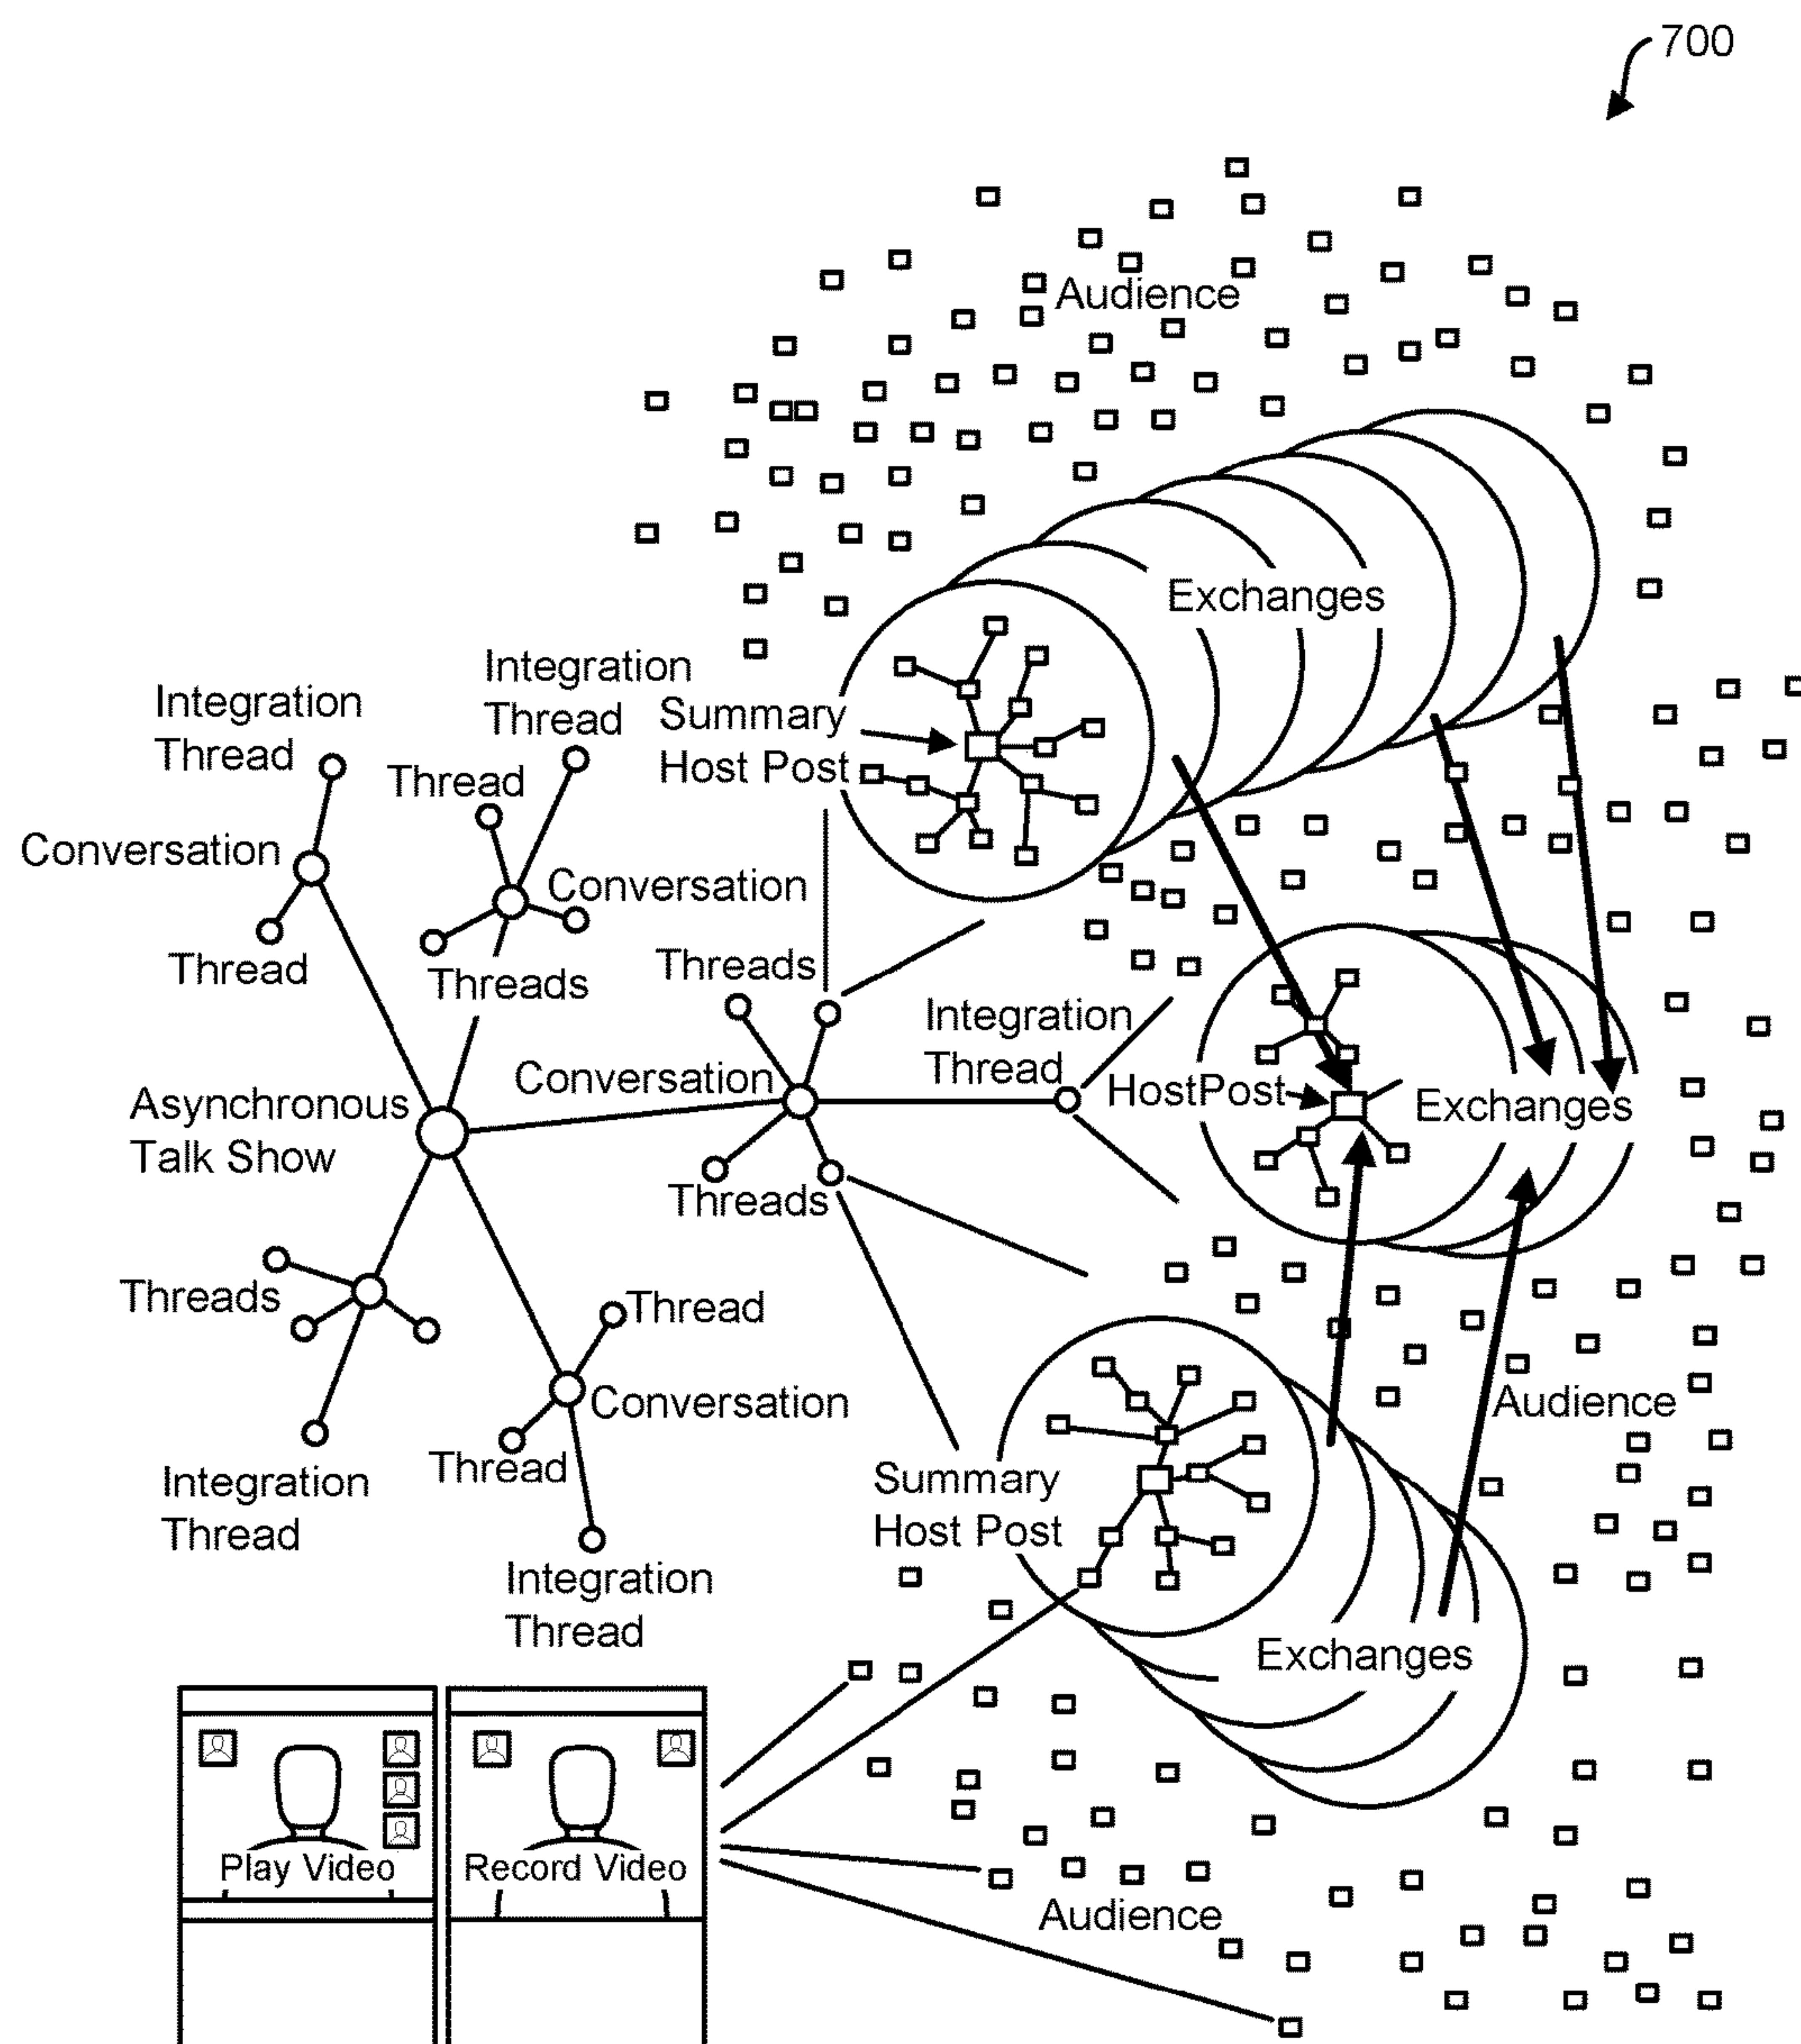 700
Audience
Exchanges
Integration
Thread
Integration
Thread
Summary
Host Post
Thread
Conversation
Conversation
Thread
Threads
Threads
Integration
Thread
Conversation
HostPost
Exchanges
Asynchronous
Talk Show
Threads
Threads
Thread
Conversation
Audience
Thread
Integration
Thread
Summary
Host Post
Integration
Thread
Exchanges
Play Video
Record Video
Audience